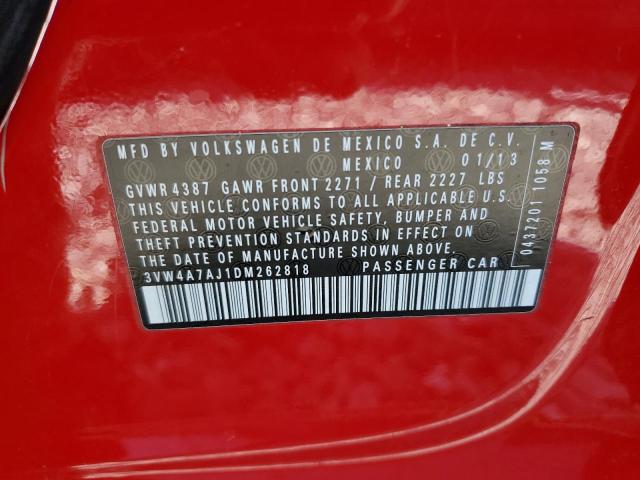 MFD BY VOLKSWAGEN DE MEXICO S.A. DE C.V.
MEXICO 01/13
GVWR 4387 GAWR FRONT 2271 / REAR 2227 LBS
THIS VEHICLE CONFORMS TO ALL APPLICABLE U.S.
FEDERAL MOTOR VEHICLE SAFETY, BUMPER AND
THEFT PREVENTION STANDARDS IN EFFECT ON
THE DATE OF MANUFACTURE SHOWN ABOVE.
3VW4A7AJ1DM262818 PASSENGER CAR
0437201 1058 M